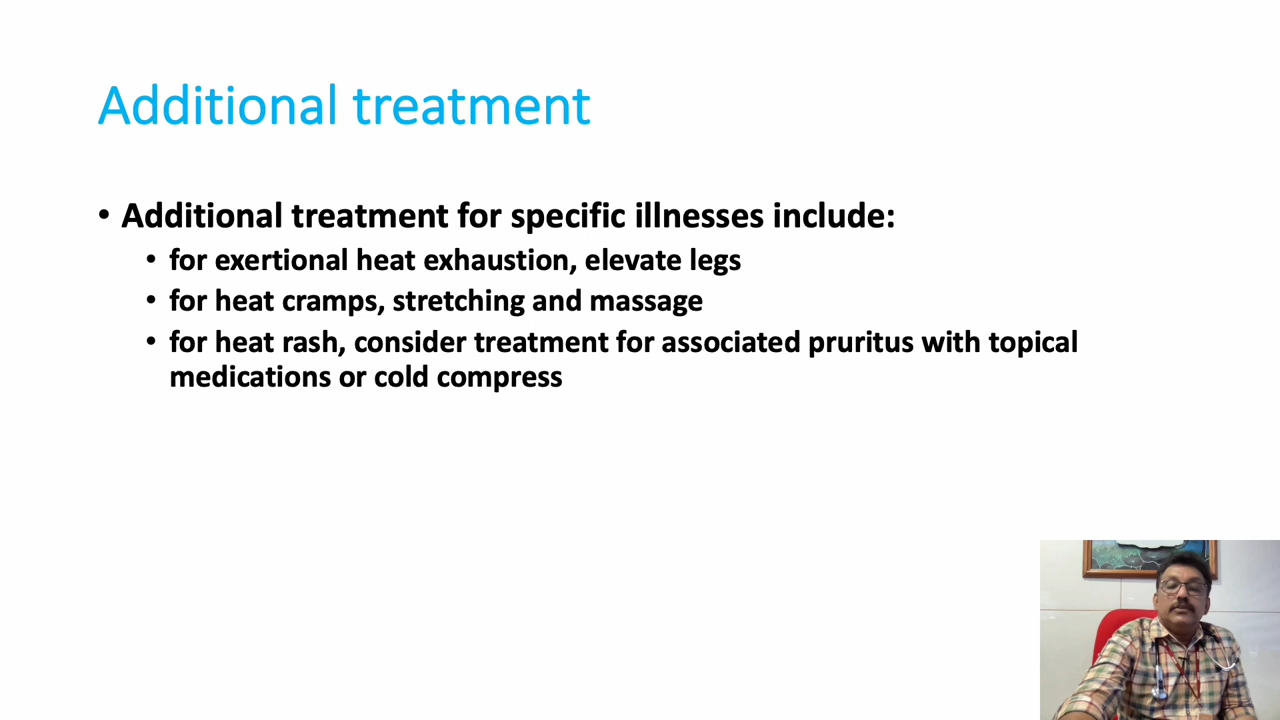 Additional treatment
• Additional treatment for specific illnesses include:
• for exertional heat exhaustion, elevate legs
• for heat cramps, stretching and massage
• for heat rash, consider treatment for associated pruritus with topical
medications or cold compress